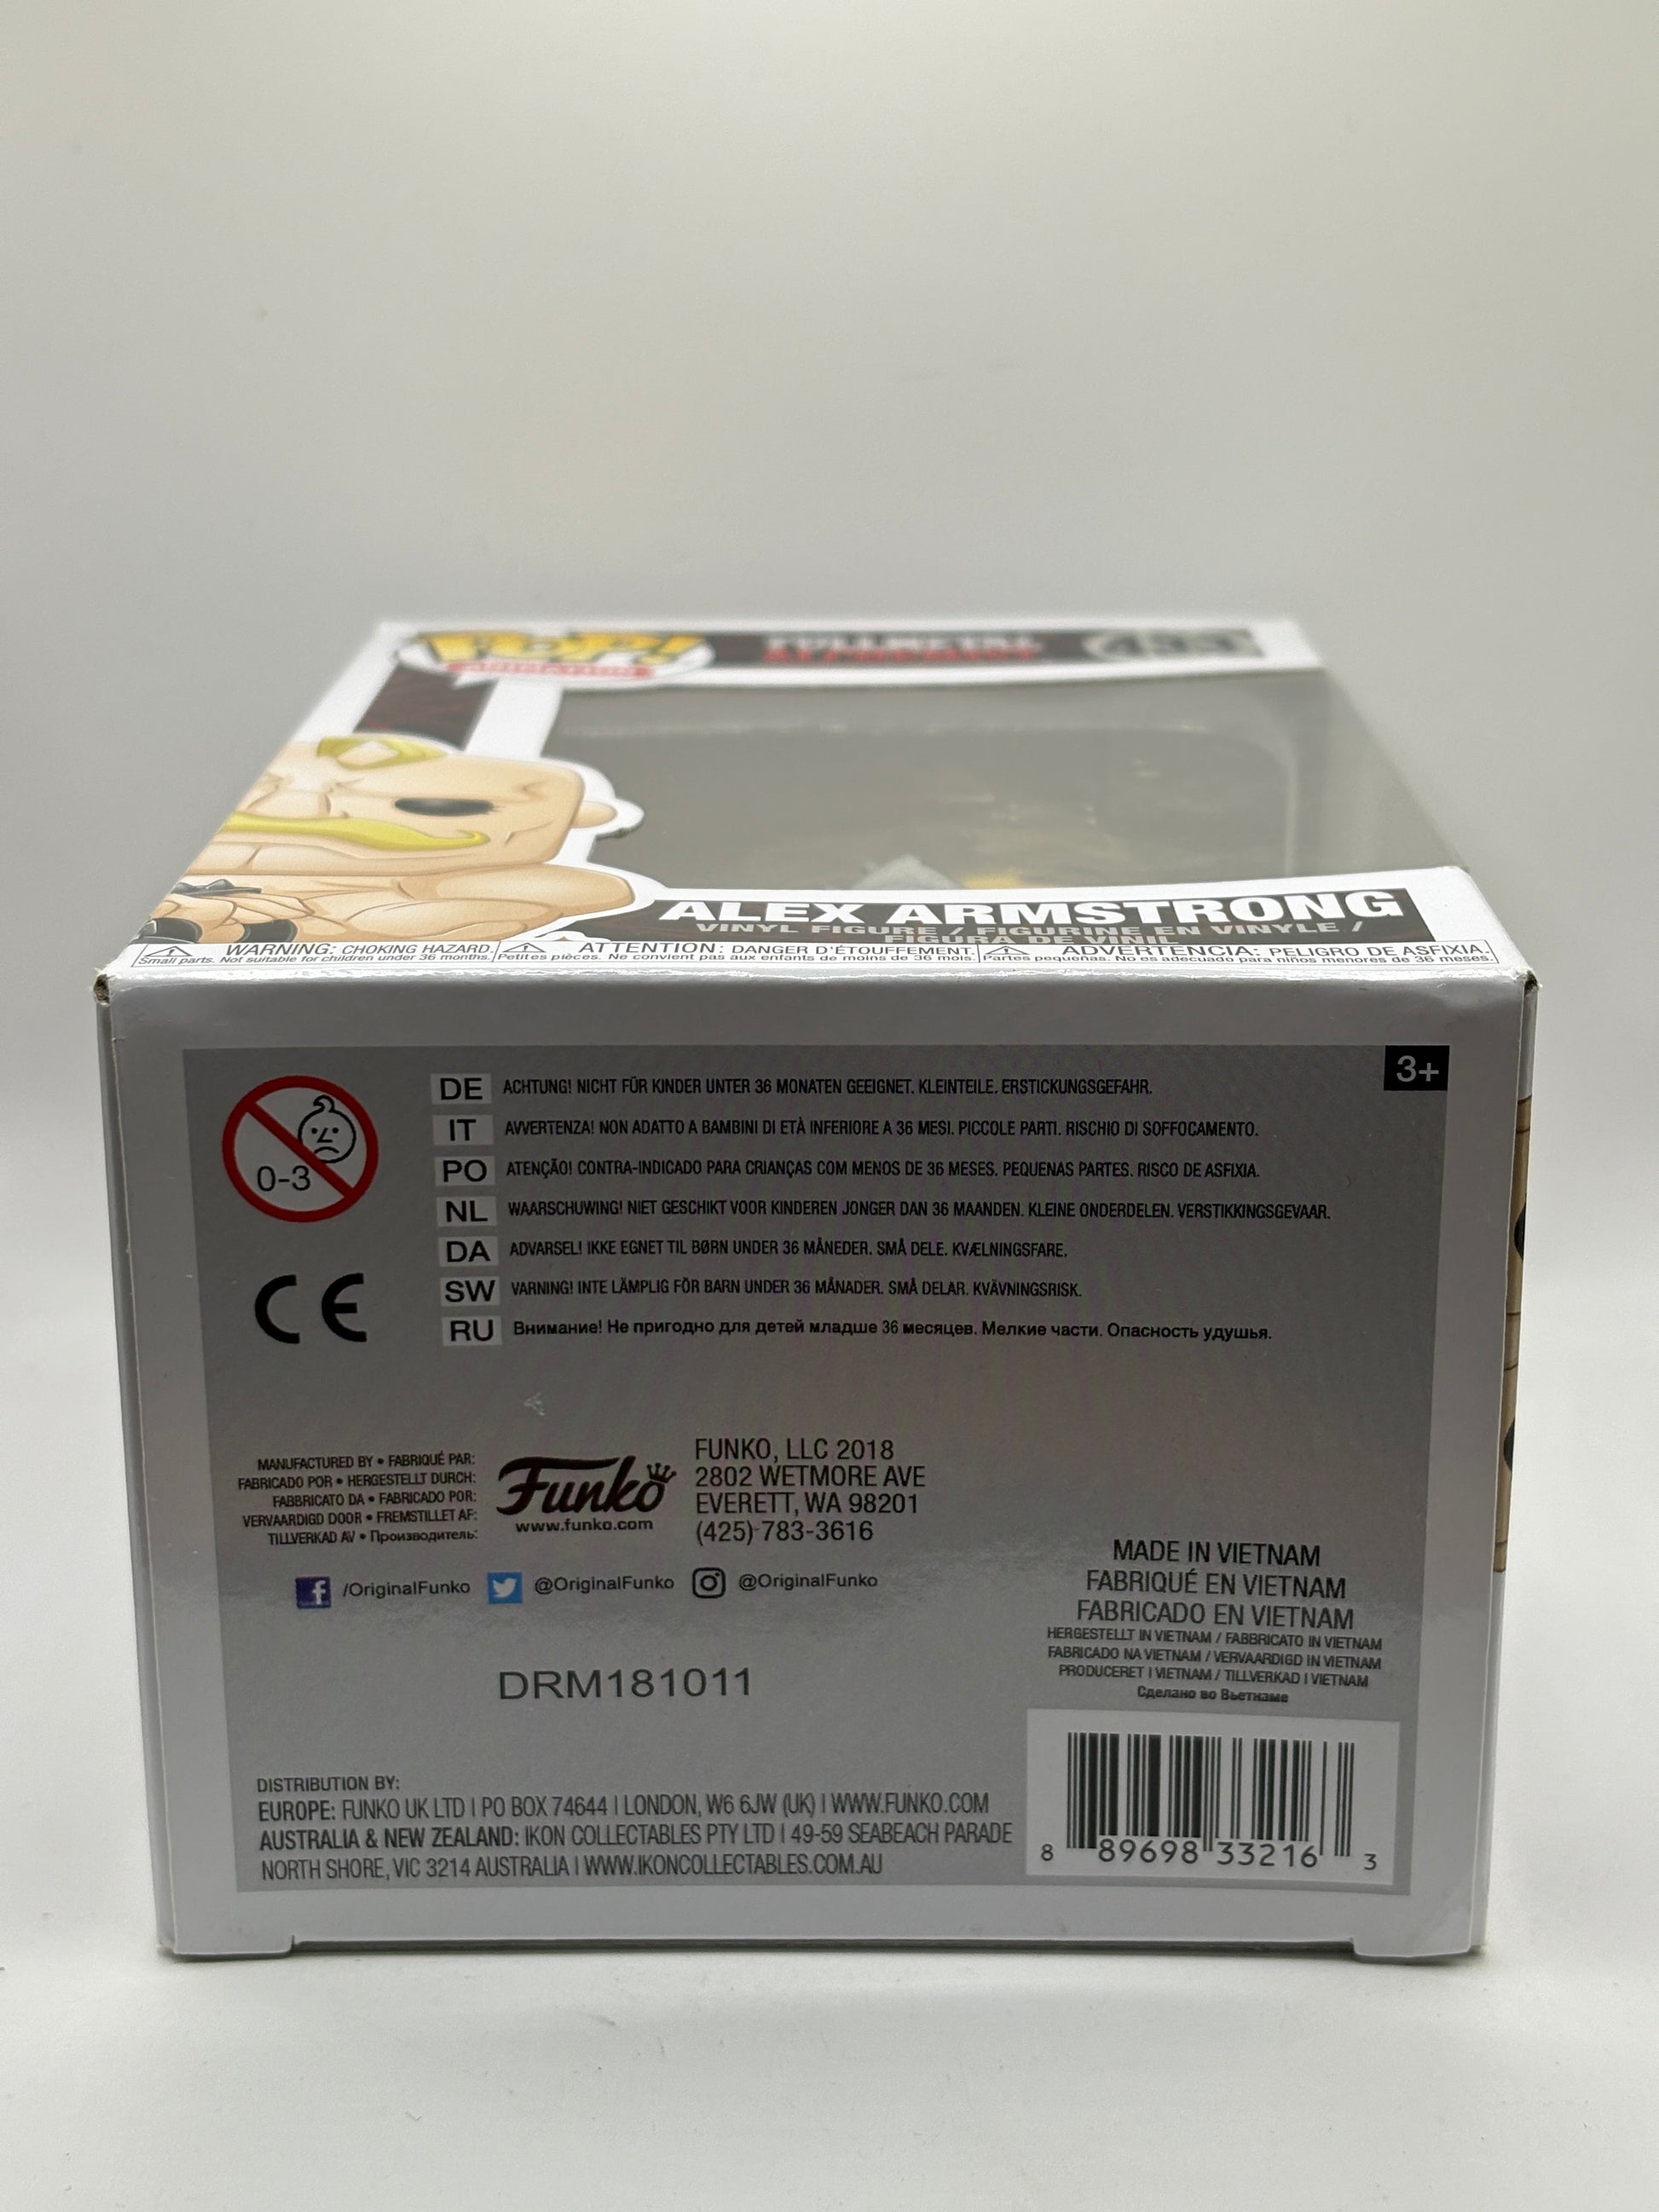 POP!
ANIMATION
FULLMETAL
ALCHEMIST
ALEX ARMSTRONG
VINYL FIGURE / FIGURINE EN VINYLE /
FIGURA DE VINIL
WARNING: CHOKING HAZARD.
Small parts. Not suitable for children under 36 months.
ATTENTION: DANGER D'ÉTOUFFEMENT.
Petites pièces. Ne convient pas aux enfants de moins de 36 mois.
ADVERTENCIA: PELIGRO DE ASFIXIA.
Partes pequeñas. No es adecuado para niños menores de 36 meses.
3+
0-3
DE ACHTUNG! NICHT FÜR KINDER UNTER 36 MONATEN GEEIGNET. KLEINTEILE. ERSTICKUNGSGEFAHR.
IT AVVERTENZA! NON ADATTO A BAMBINI DI ETÀ INFERIORE A 36 MESI. PICCOLE PARTI. RISCHIO DI SOFFOCAMENTO.
PO ATENÇÃO! CONTRA-INDICADO PARA CRIANÇAS COM MENOS DE 36 MESES. PEQUENAS PARTES. RISCO DE ASFIXIA.
NL WAARSCHUWING! NIET GESCHIKT VOOR KINDEREN JONGER DAN 36 MAANDEN. KLEINE ONDERDELEN. VERSTIKKINGSGEVAAR.
DA ADVARSEL! IKKE EGNET TIL BØRN UNDER 36 MÅNEDER. SMÅ DELE. KVÆLNINGSFARE.
SW VARNING! INTE LÄMPLIG FÖR BARN UNDER 36 MÅNADER. SMÅ DELAR. KVÄVNINGSRISK.
RU Внимание! Не пригодно для детей младше 36 месяцев. Мелкие части. Опасность удушья.
CE
MANUFACTURED BY • FABRIQUÉ PAR:
FABRICADO POR • HERGESTELLT DURCH:
FABBRICATO DA • FABRICADO POR:
VERVAARDIGD DOOR • FREMSTILLET AF:
TILLVERKAD AV • Производитель:
Funko
www.funko.com
FUNKO, LLC 2018
2802 WETMORE AVE
EVERETT, WA 98201
(425) 783-3616
/OriginalFunko @OriginalFunko @OriginalFunko
MADE IN VIETNAM
FABRIQUÉ EN VIETNAM
FABRICADO EN VIETNAM
HERGESTELLT IN VIETNAM / FABBRICATO IN VIETNAM
FABRICADO NA VIETNAM / VERVAARDIGD IN VIETNAM
PRODUCERET I VIETNAM / TILLVERKAD I VIETNAM
Сделано во Вьетнаме
DRM181011
DISTRIBUTION BY:
EUROPE: FUNKO UK LTD | PO BOX 74644 | LONDON, W6 6JW (UK) | WWW.FUNKO.COM
AUSTRALIA & NEW ZEALAND: IKON COLLECTABLES PTY LTD | 49-59 SEABEACH PARADE
NORTH SHORE, VIC 3214 AUSTRALIA | WWW.IKONCOLLECTABLES.COM.AU
8 89698 33216 3